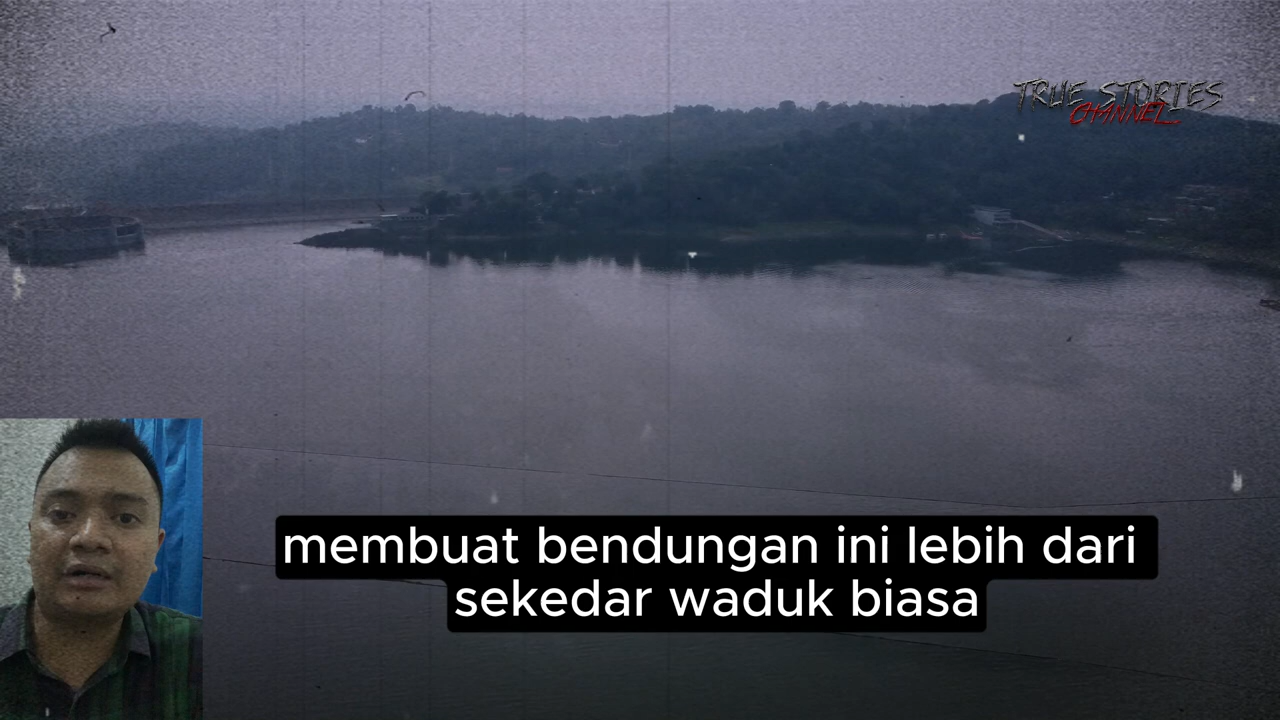 TRUE STORIES
CHANNEL
membuat bendungan ini lebih dari
sekedar waduk biasa